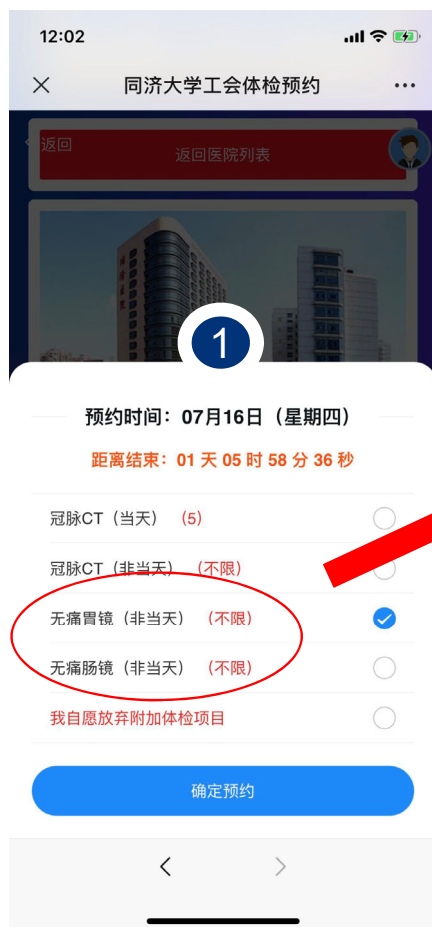 12:02
同济大学工会体检预约
返回
返回医院列表
1
预约时间：07月16日（星期四）
距离结束：01 天 05 时 58 分 36 秒
冠脉CT（当天）（5）
冠脉CT（非当天）（不限）
无痛胃镜（非当天）（不限）
无痛肠镜（非当天）（不限）
我自愿放弃附加体检项目
确定预约